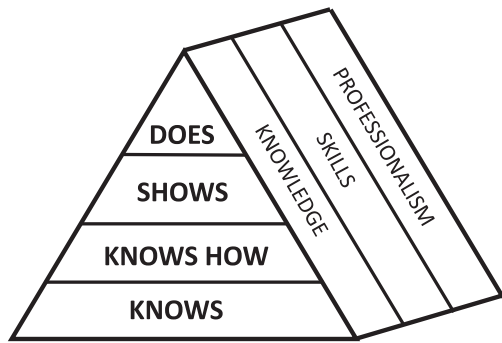 DOES
SHOWS
KNOWS HOW
KNOWS
KNOWLEDGE
SKILLS
PROFESSIONALISM